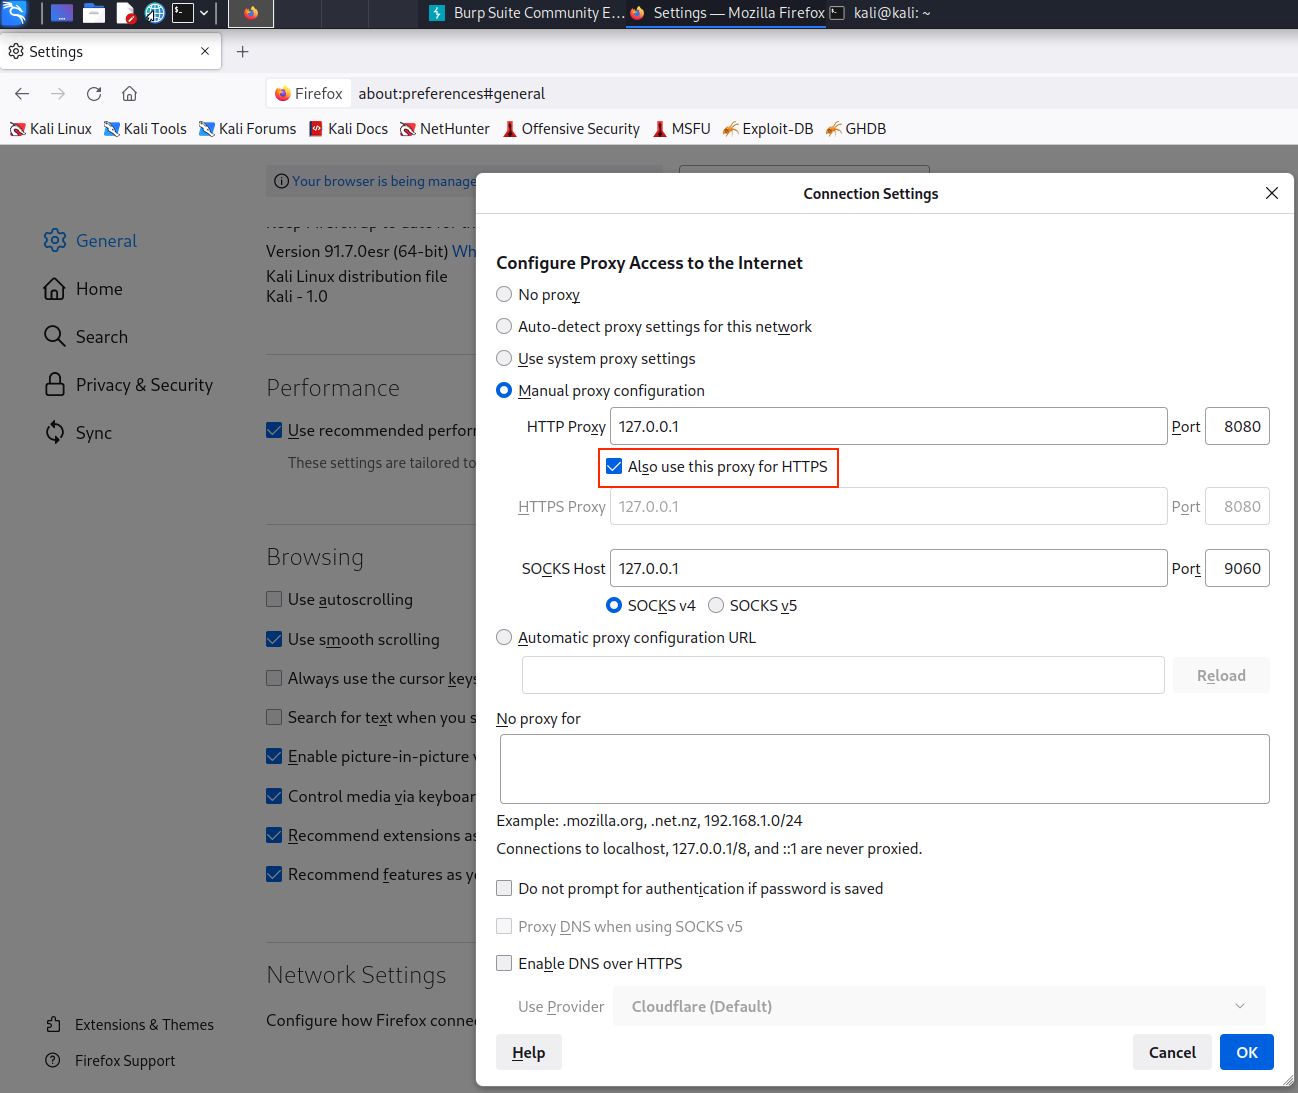 Burp Suite Community E...
Settings — Mozilla Firefox
kali@kali: ~
Settings
Firefox
about:preferences#general
Kali Linux
Kali Tools
Kali Forums
Kali Docs
NetHunter
Offensive Security
MSFU
Exploit-DB
GHDB
Your browser is being manage
General
Home
Search
Privacy & Security
Sync
Extensions & Themes
Firefox Support
Version 91.7.0esr (64-bit) Wh
Kali Linux distribution file
Kali - 1.0
Performance
Use recommended perfor
These settings are tailored to
Browsing
Use autoscrolling
Use smooth scrolling
Always use the cursor keys
Search for text when you s
Enable picture-in-picture v
Control media via keyboar
Recommend extensions as
Recommend features as yo
Network Settings
Configure how Firefox conne
Connection Settings
Configure Proxy Access to the Internet
No proxy
Auto-detect proxy settings for this network
Use system proxy settings
Manual proxy configuration
HTTP Proxy 127.0.0.1 Port 8080
Also use this proxy for HTTPS
HTTPS Proxy 127.0.0.1 Port 8080
SOCKS Host 127.0.0.1 Port 9060
SOCKS v4 SOCKS v5
Automatic proxy configuration URL
Reload
No proxy for
Example: .mozilla.org, .net.nz, 192.168.1.0/24
Connections to localhost, 127.0.0.1/8, and ::1 are never proxied.
Do not prompt for authentication if password is saved
Proxy DNS when using SOCKS v5
Enable DNS over HTTPS
Use Provider Cloudflare (Default)
Help
Cancel
OK